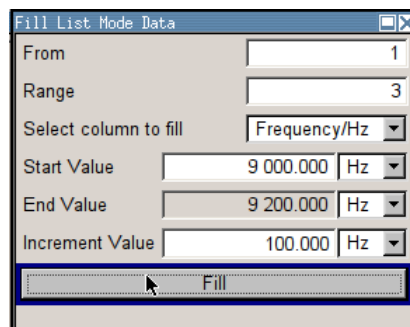 Fill List Mode Data
From 1
Range 3
Select column to fill Frequency/Hz
Start Value 9 000.000 Hz
End Value 9 200.000 Hz
Increment Value 100.000 Hz
Fill